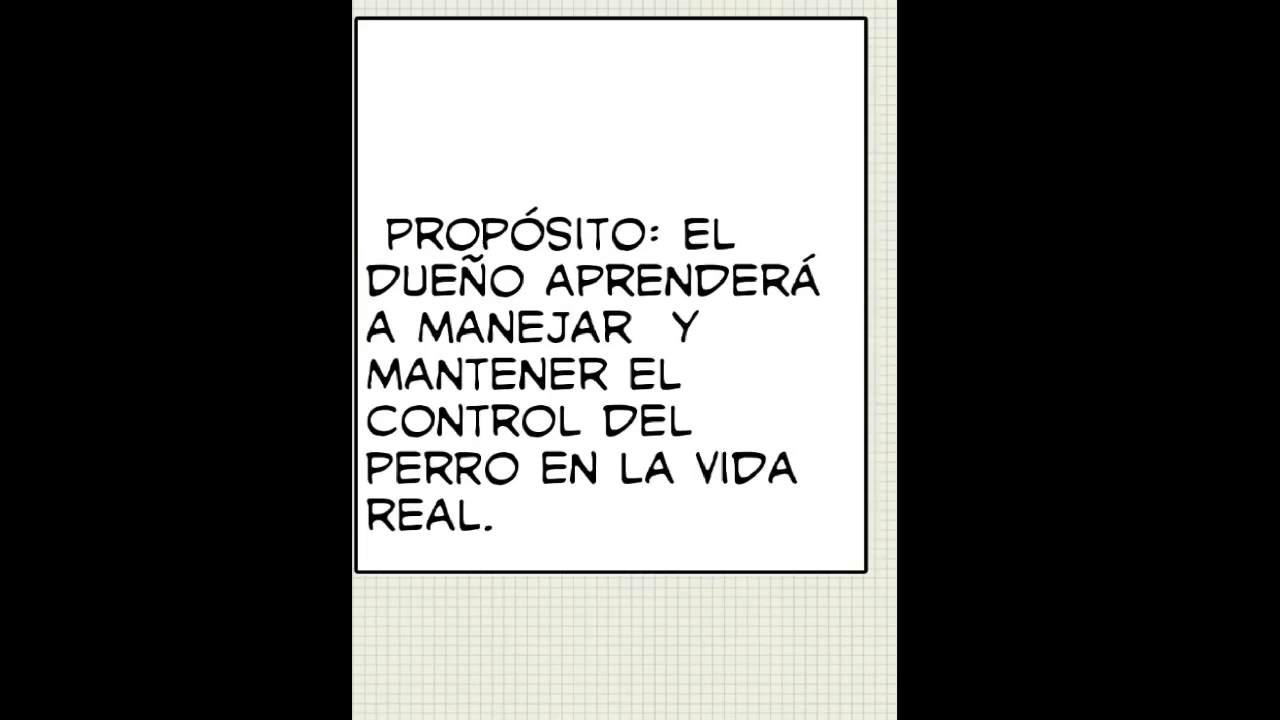 PROPÓSITO: EL
DUEÑO APRENDERÁ
A MANEJAR Y
MANTENER EL
CONTROL DEL
PERRO EN LA VIDA
REAL.